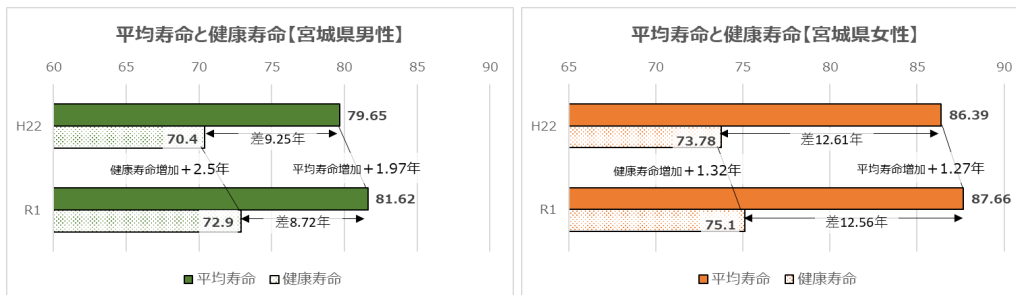 平均寿命と健康寿命【宮城県男性】
60 65 70 75 80 85 90
H22
79.65
70.4
差9.25年
健康寿命増加+2.5年
平均寿命増加+1.97年
R1
81.62
72.9
差8.72年
平均寿命 健康寿命
平均寿命と健康寿命【宮城県女性】
65 70 75 80 85 90
H22
86.39
73.78
差12.61年
健康寿命増加+1.32年
平均寿命増加+1.27年
R1
87.66
75.1
差12.56年
平均寿命 健康寿命